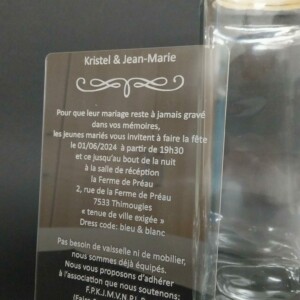 Kristel & Jean-Marie
Pour que leur mariage reste à jamais gravé
dans vos mémoires,
les jeunes mariés vous invitent à faire la fête
le 01/06/2024 à partir de 19h30
et ce jusqu'au bout de la nuit
à la salle de réception
la Ferme de Préau
2, rue de la Ferme de Préau
7533 Thimougies
« tenue de ville exigée »
Dress code: bleu & blanc
Pas besoin de vaisselle ni de mobilier,
nous sommes déjà équipés.
Nous vous proposons d'adhérer
à l'association que nous soutenons: